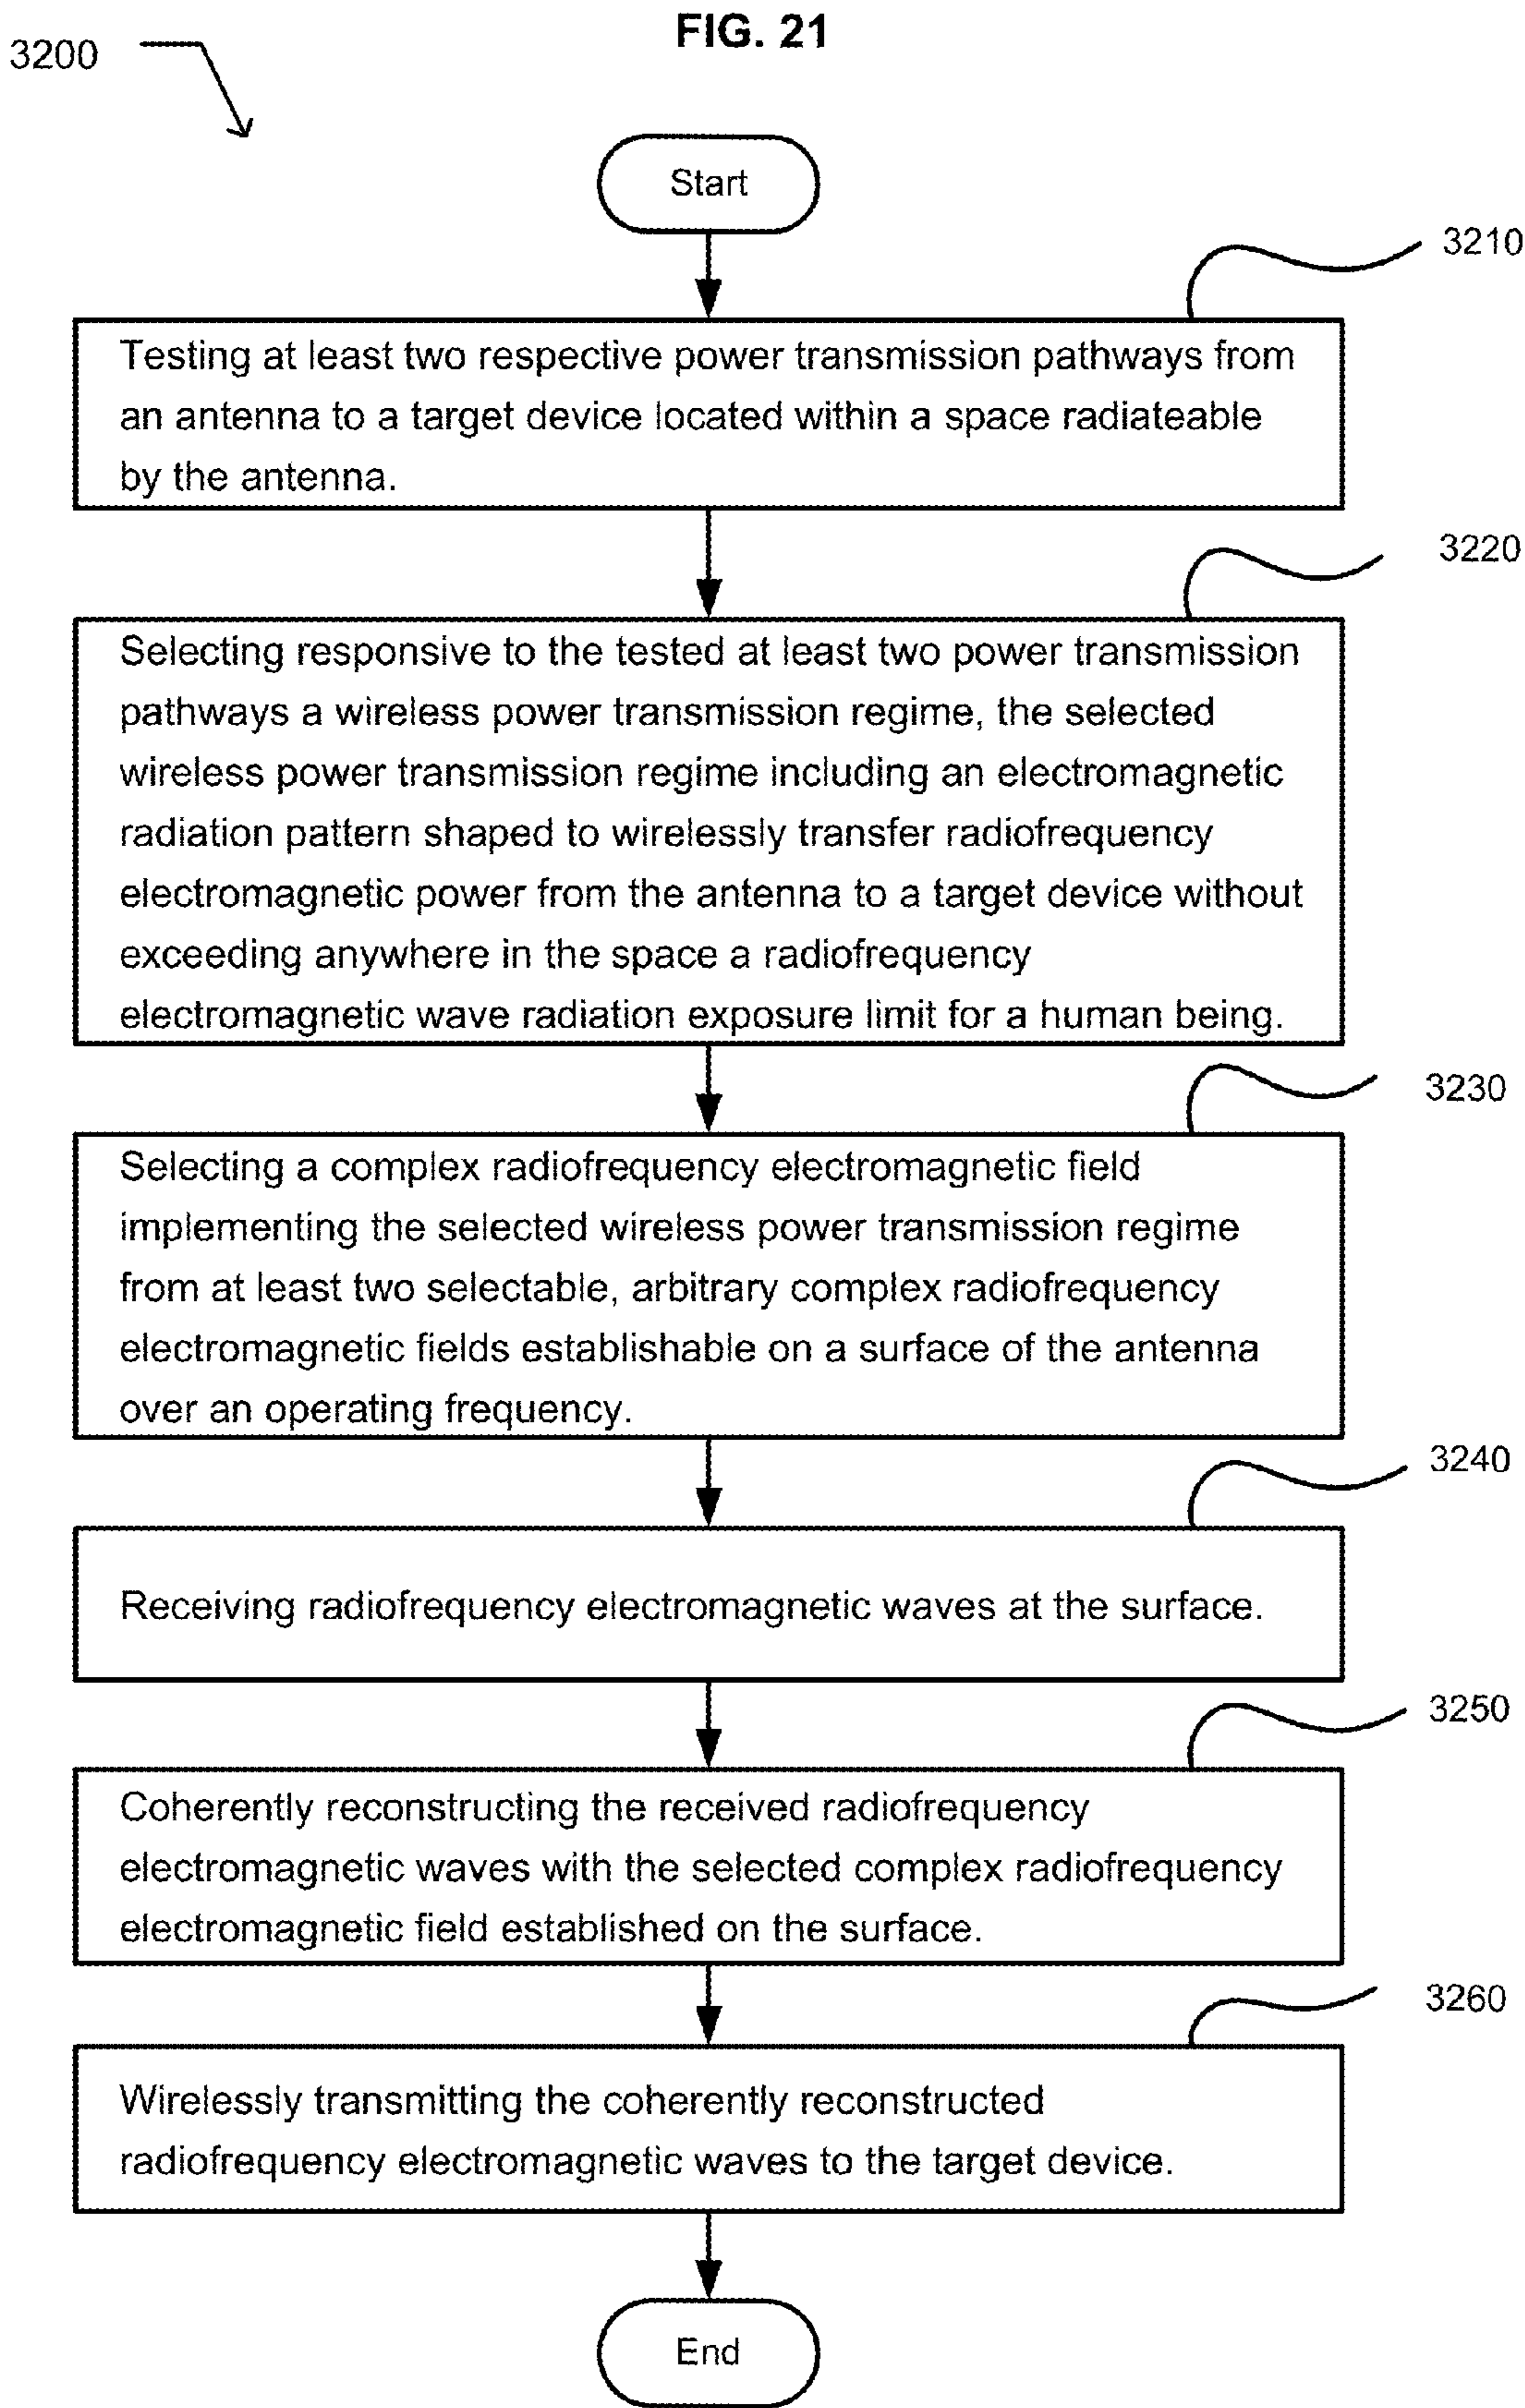 FIG. 21
3200
Start
3210
Testing at least two respective power transmission pathways from
an antenna to a target device located within a space radiateable
by the antenna.
3220
Selecting responsive to the tested at least two power transmission
pathways a wireless power transmission regime, the selected
wireless power transmission regime including an electromagnetic
radiation pattern shaped to wirelessly transfer radiofrequency
electromagnetic power from the antenna to a target device without
exceeding anywhere in the space a radiofrequency
electromagnetic wave radiation exposure limit for a human being.
3230
Selecting a complex radiofrequency electromagnetic field
implementing the selected wireless power transmission regime
from at least two selectable, arbitrary complex radiofrequency
electromagnetic fields establishable on a surface of the antenna
over an operating frequency.
3240
Receiving radiofrequency electromagnetic waves at the surface.
3250
Coherently reconstructing the received radiofrequency
electromagnetic waves with the selected complex radiofrequency
electromagnetic field established on the surface.
3260
Wirelessly transmitting the coherently reconstructed
radiofrequency electromagnetic waves to the target device.
End